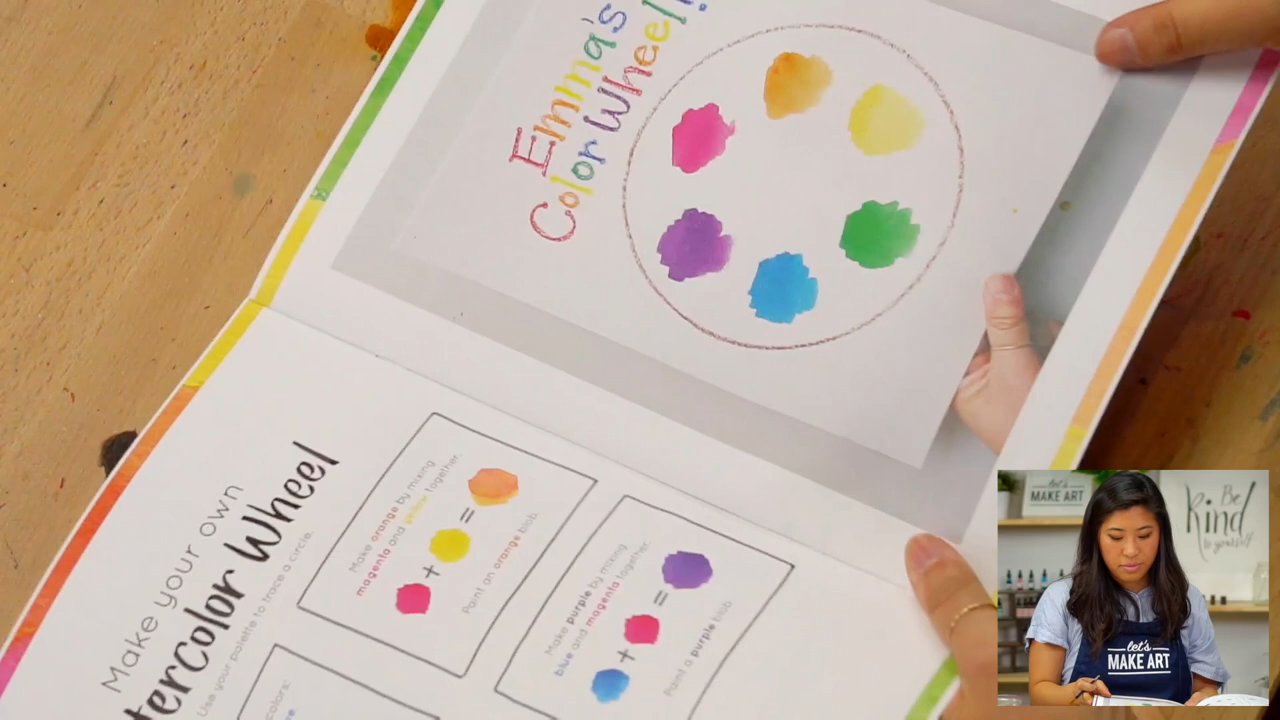 Emma's
Color Wheel!
Make your own
tercolor Wheel
Use your palette to trace a circle.
Make orange by mixing
magenta and yellow together.
+
=
Paint an orange blob.
Make purple by mixing
blue and magenta together.
+
=
Paint a purple blob.
colors:
let's
MAKE ART
Be
kind
to yourself
let's
MAKE ART